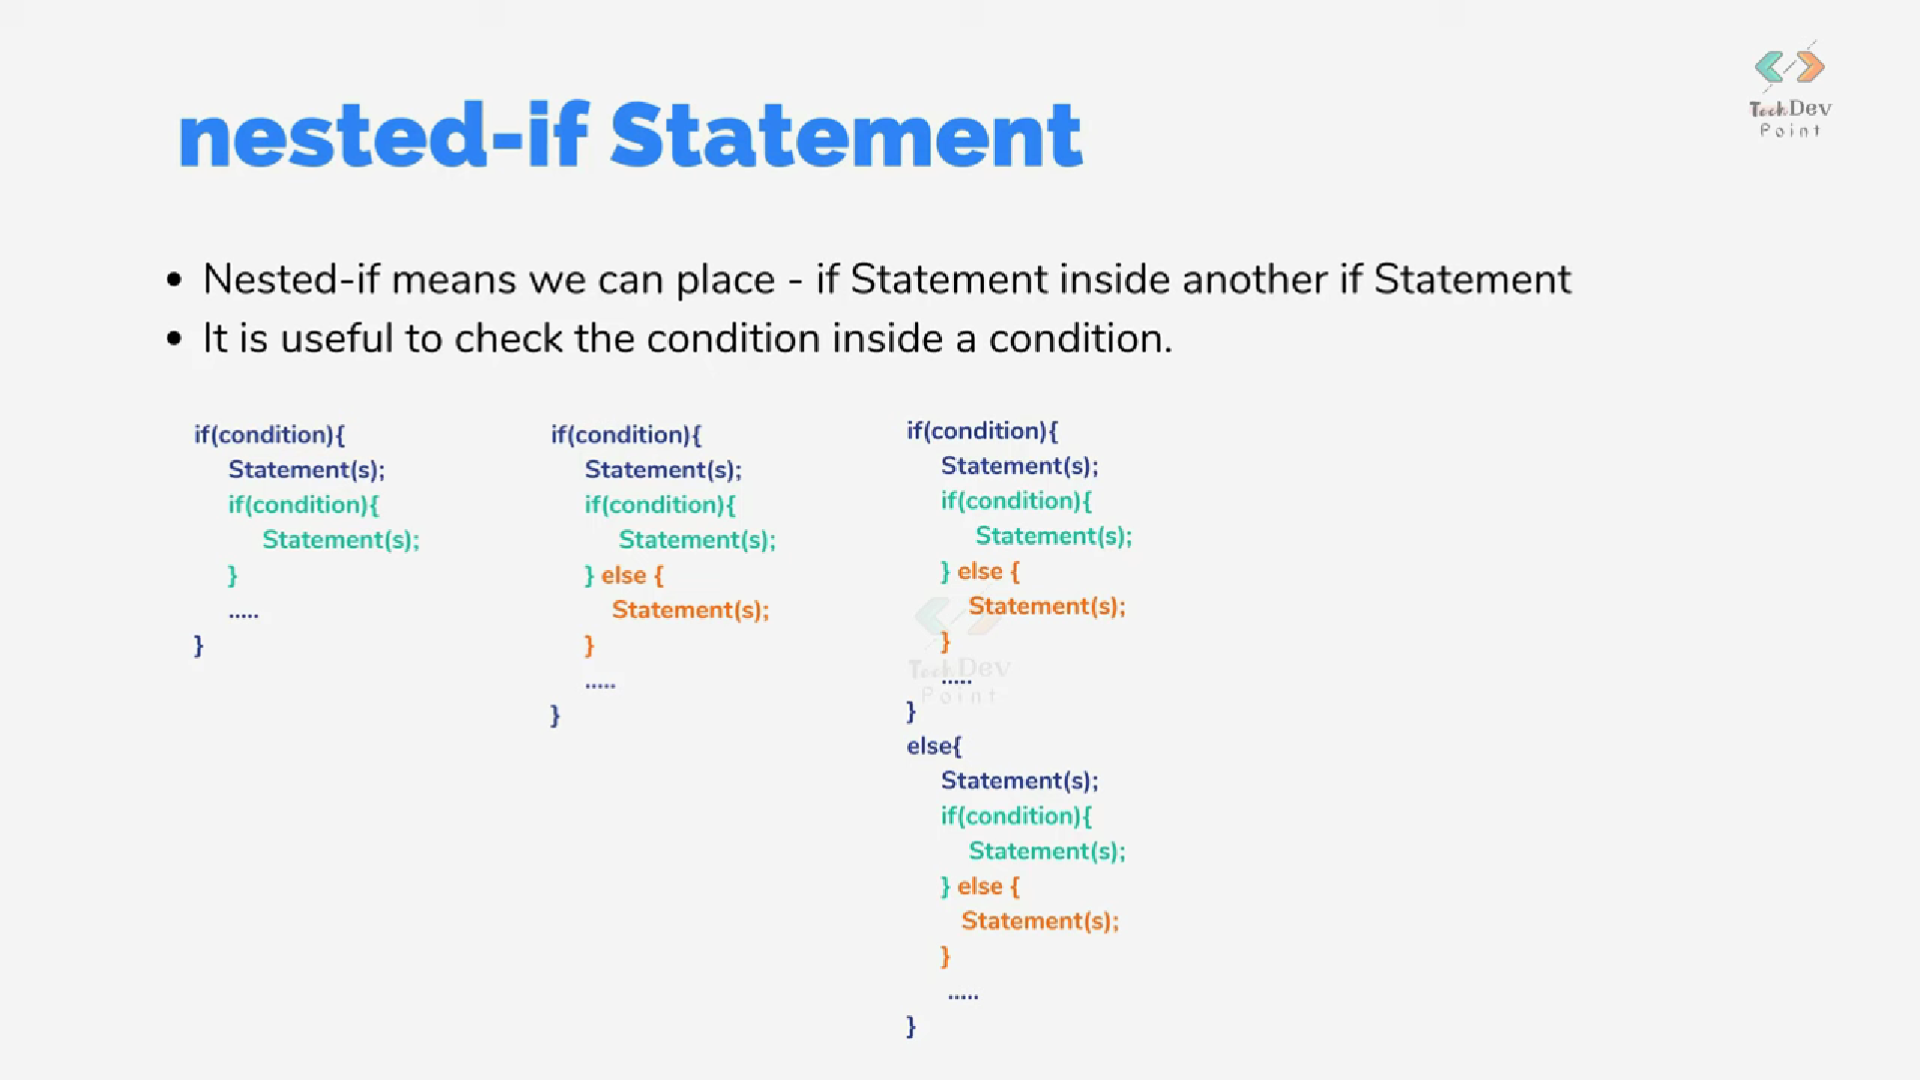 TechDev
Point
nested-if Statement
• Nested-if means we can place - if Statement inside another if Statement
• It is useful to check the condition inside a condition.
if(condition){
Statement(s);
if(condition){
Statement(s);
}
.....
}
if(condition){
Statement(s);
if(condition){
Statement(s);
} else {
Statement(s);
}
.....
}
if(condition){
Statement(s);
if(condition){
Statement(s);
} else {
Statement(s);
}
.....
}
else{
Statement(s);
if(condition){
Statement(s);
} else {
Statement(s);
}
.....
}
TechDev
Point